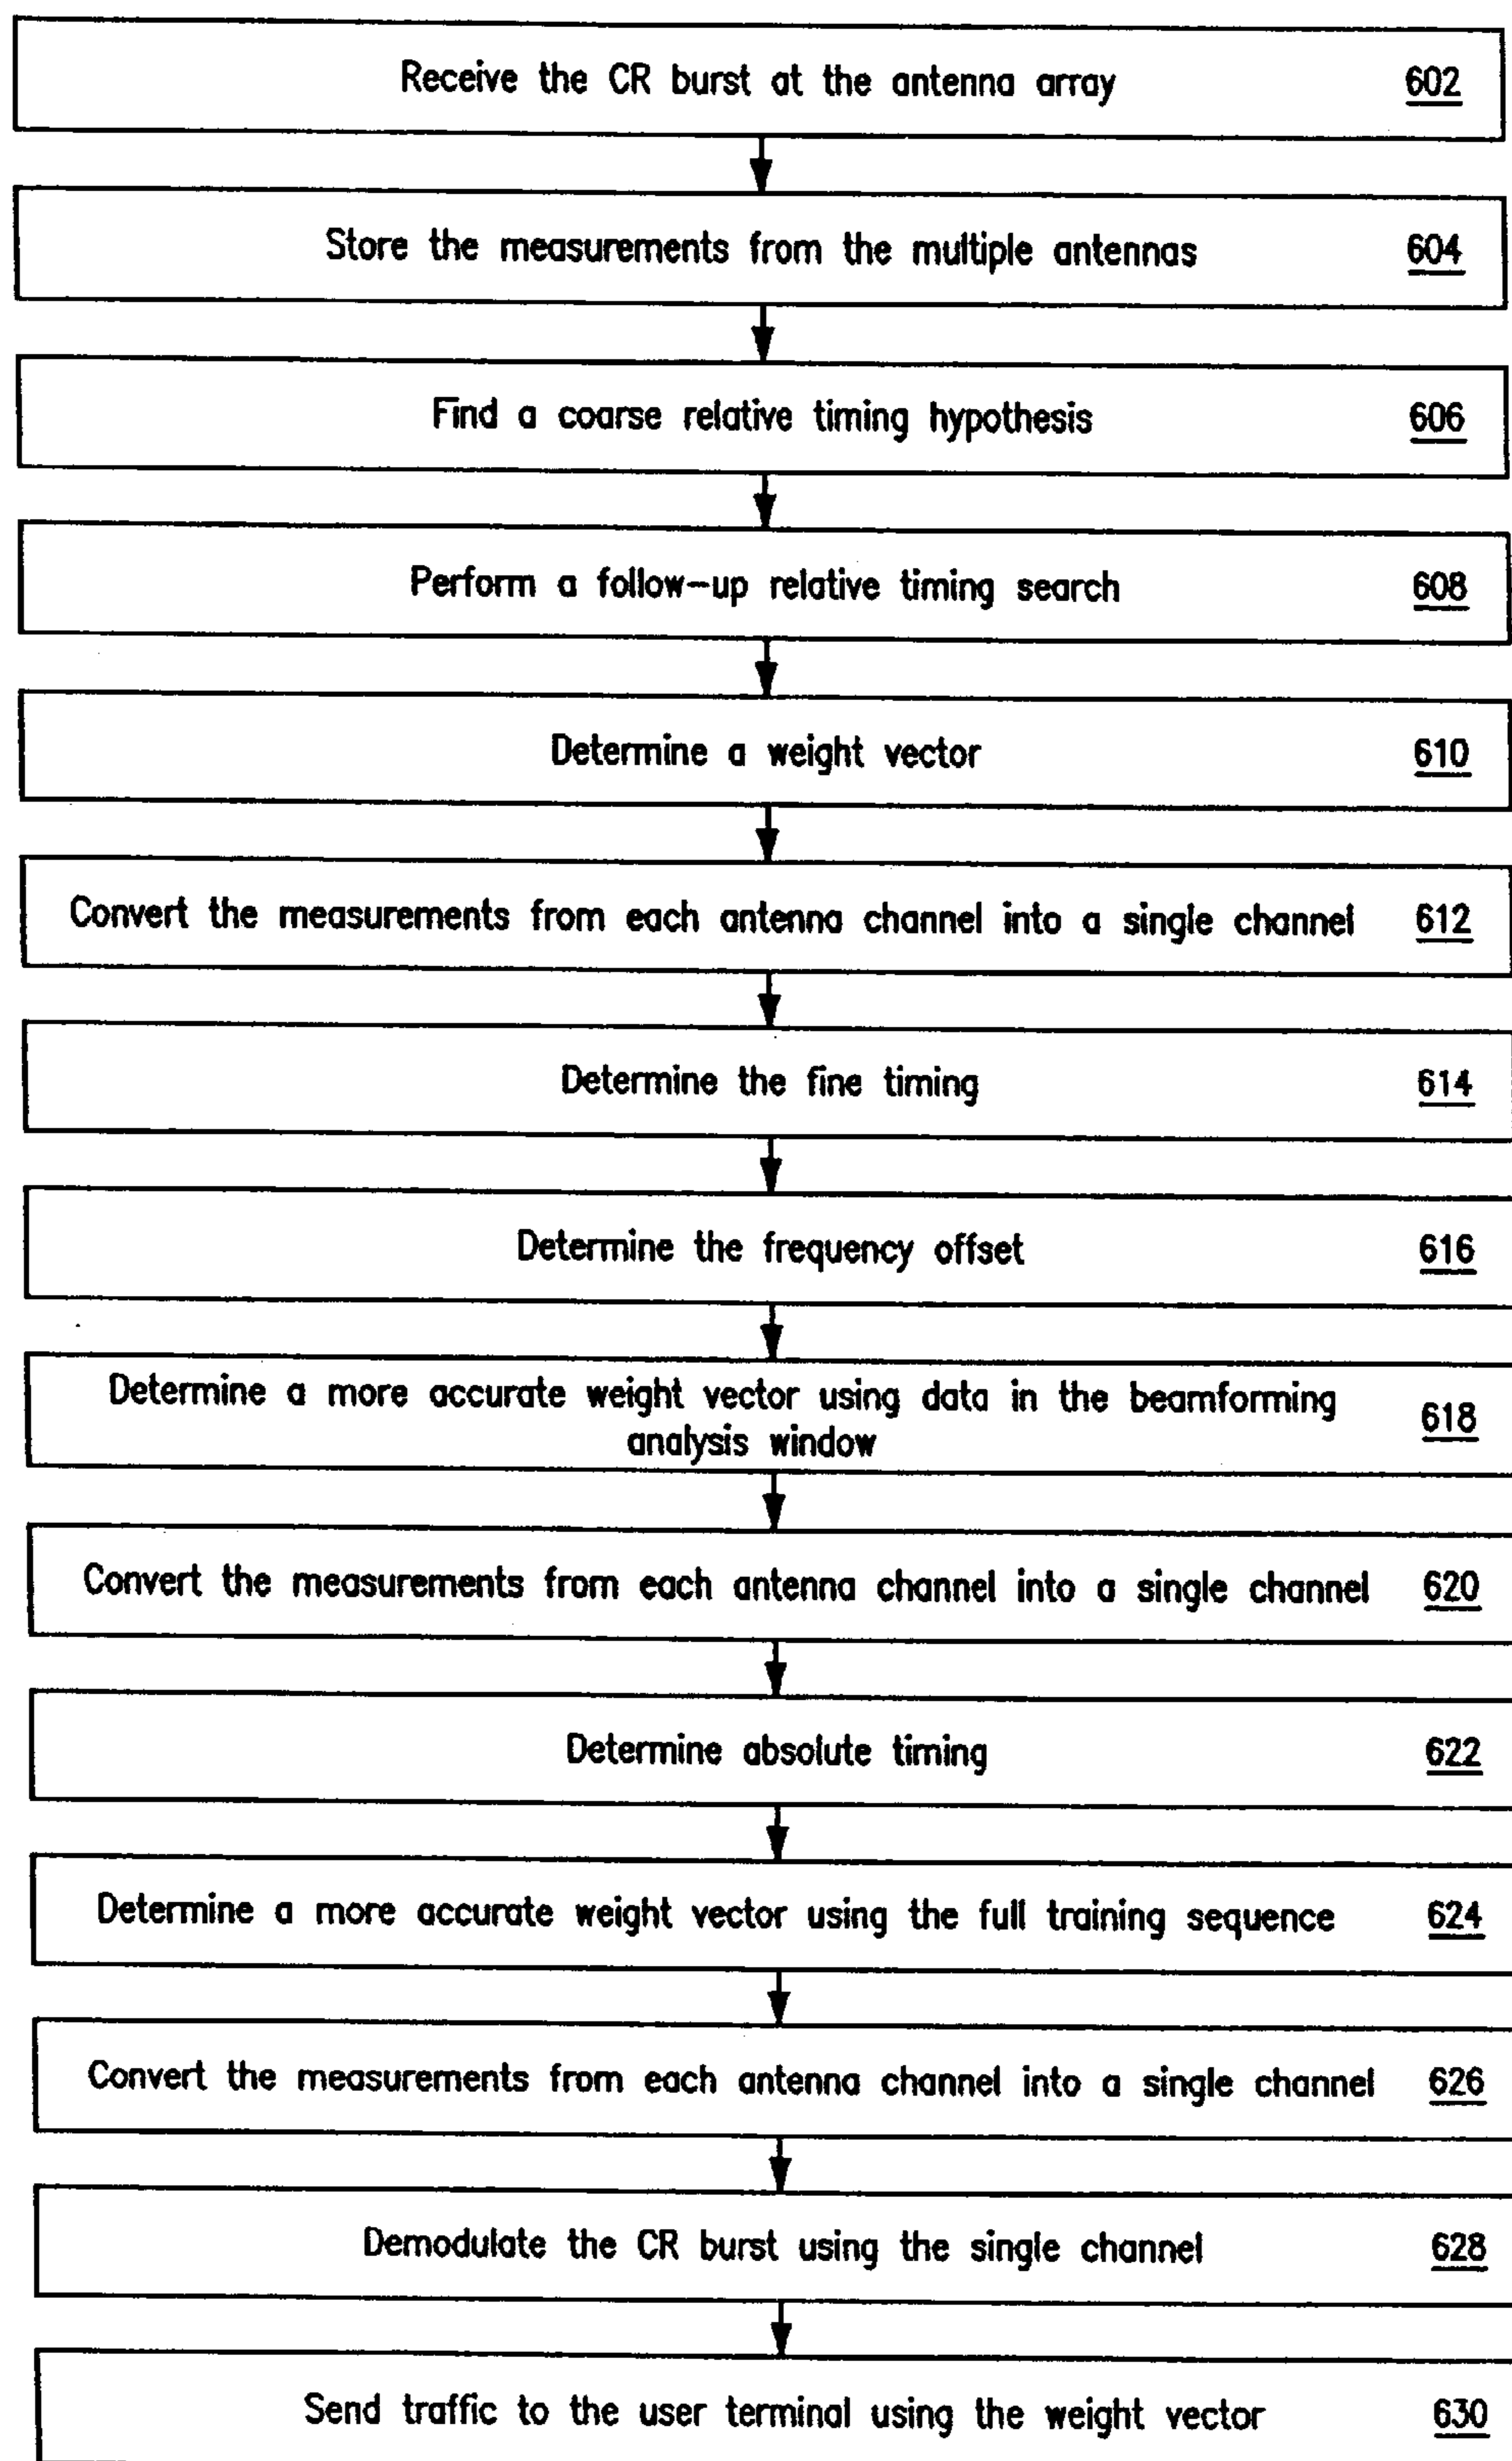 Receive the CR burst at the antenna array 602
Store the measurements from the multiple antennas 604
Find a coarse relative timing hypothesis 606
Perform a follow-up relative timing search 608
Determine a weight vector 610
Convert the measurements from each antenna channel into a single channel 612
Determine the fine timing 614
Determine the frequency offset 616
Determine a more accurate weight vector using data in the beamforming
analysis window 618
Convert the measurements from each antenna channel into a single channel 620
Determine absolute timing 622
Determine a more accurate weight vector using the full training sequence 624
Convert the measurements from each antenna channel into a single channel 626
Demodulate the CR burst using the single channel 628
Send traffic to the user terminal using the weight vector 630